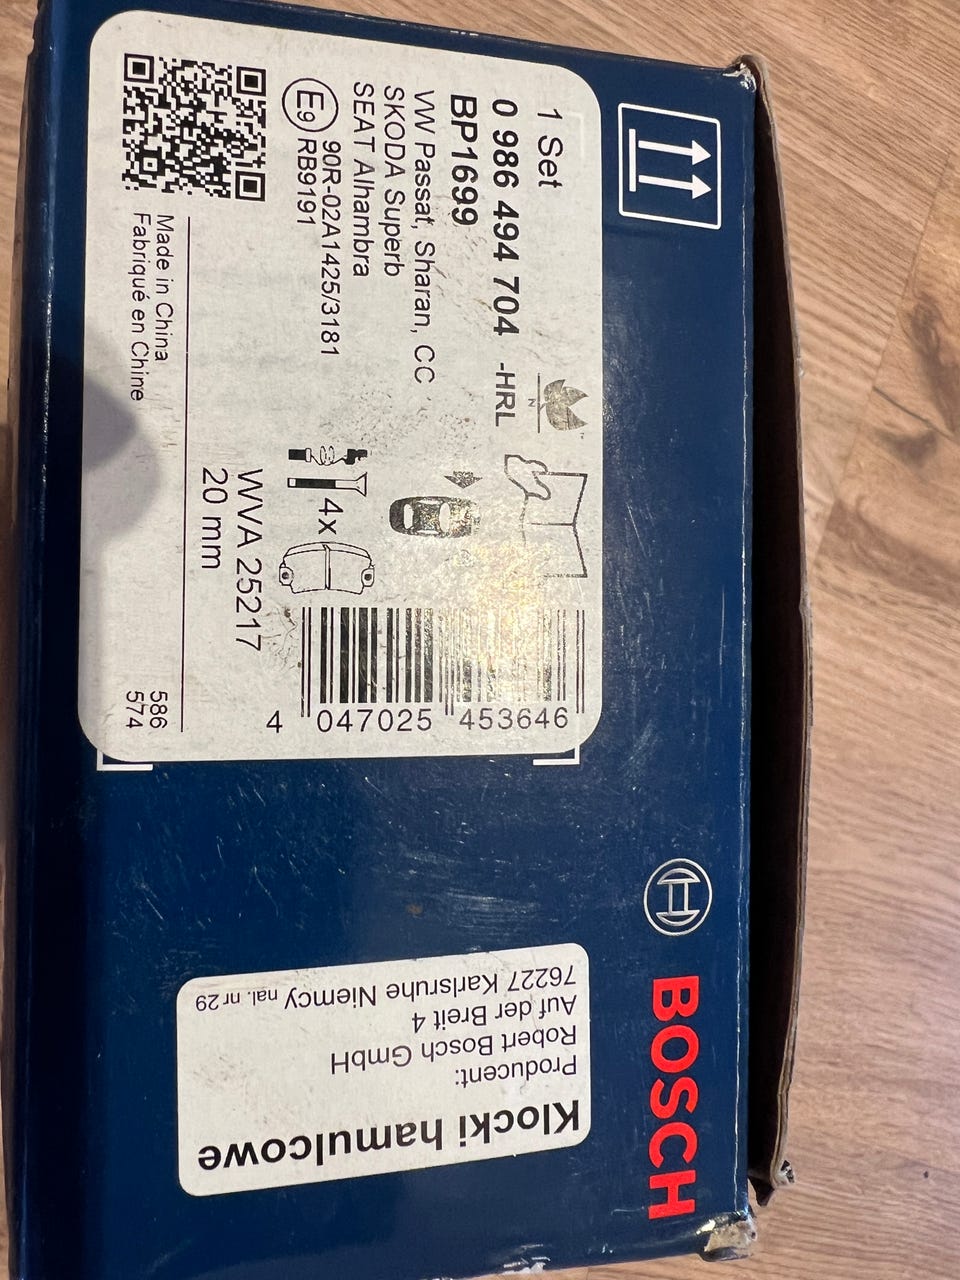 1 Set
0 986 494 704 -HRL
BP1699
VW Passat, Sharan, CC
SKODA Superb
SEAT Alhambra
E9 90R-02A1425/3181
RB9191
4x
WVA 25217
20 mm
Made in China
Fabriqué en Chine
586
574
4 047025 453646
N
BOSCH
Klocki hamulcowe
Producent:
Robert Bosch GmbH
Auf der Breit 4
76227 Karlsruhe Niemcy nal. nr 29